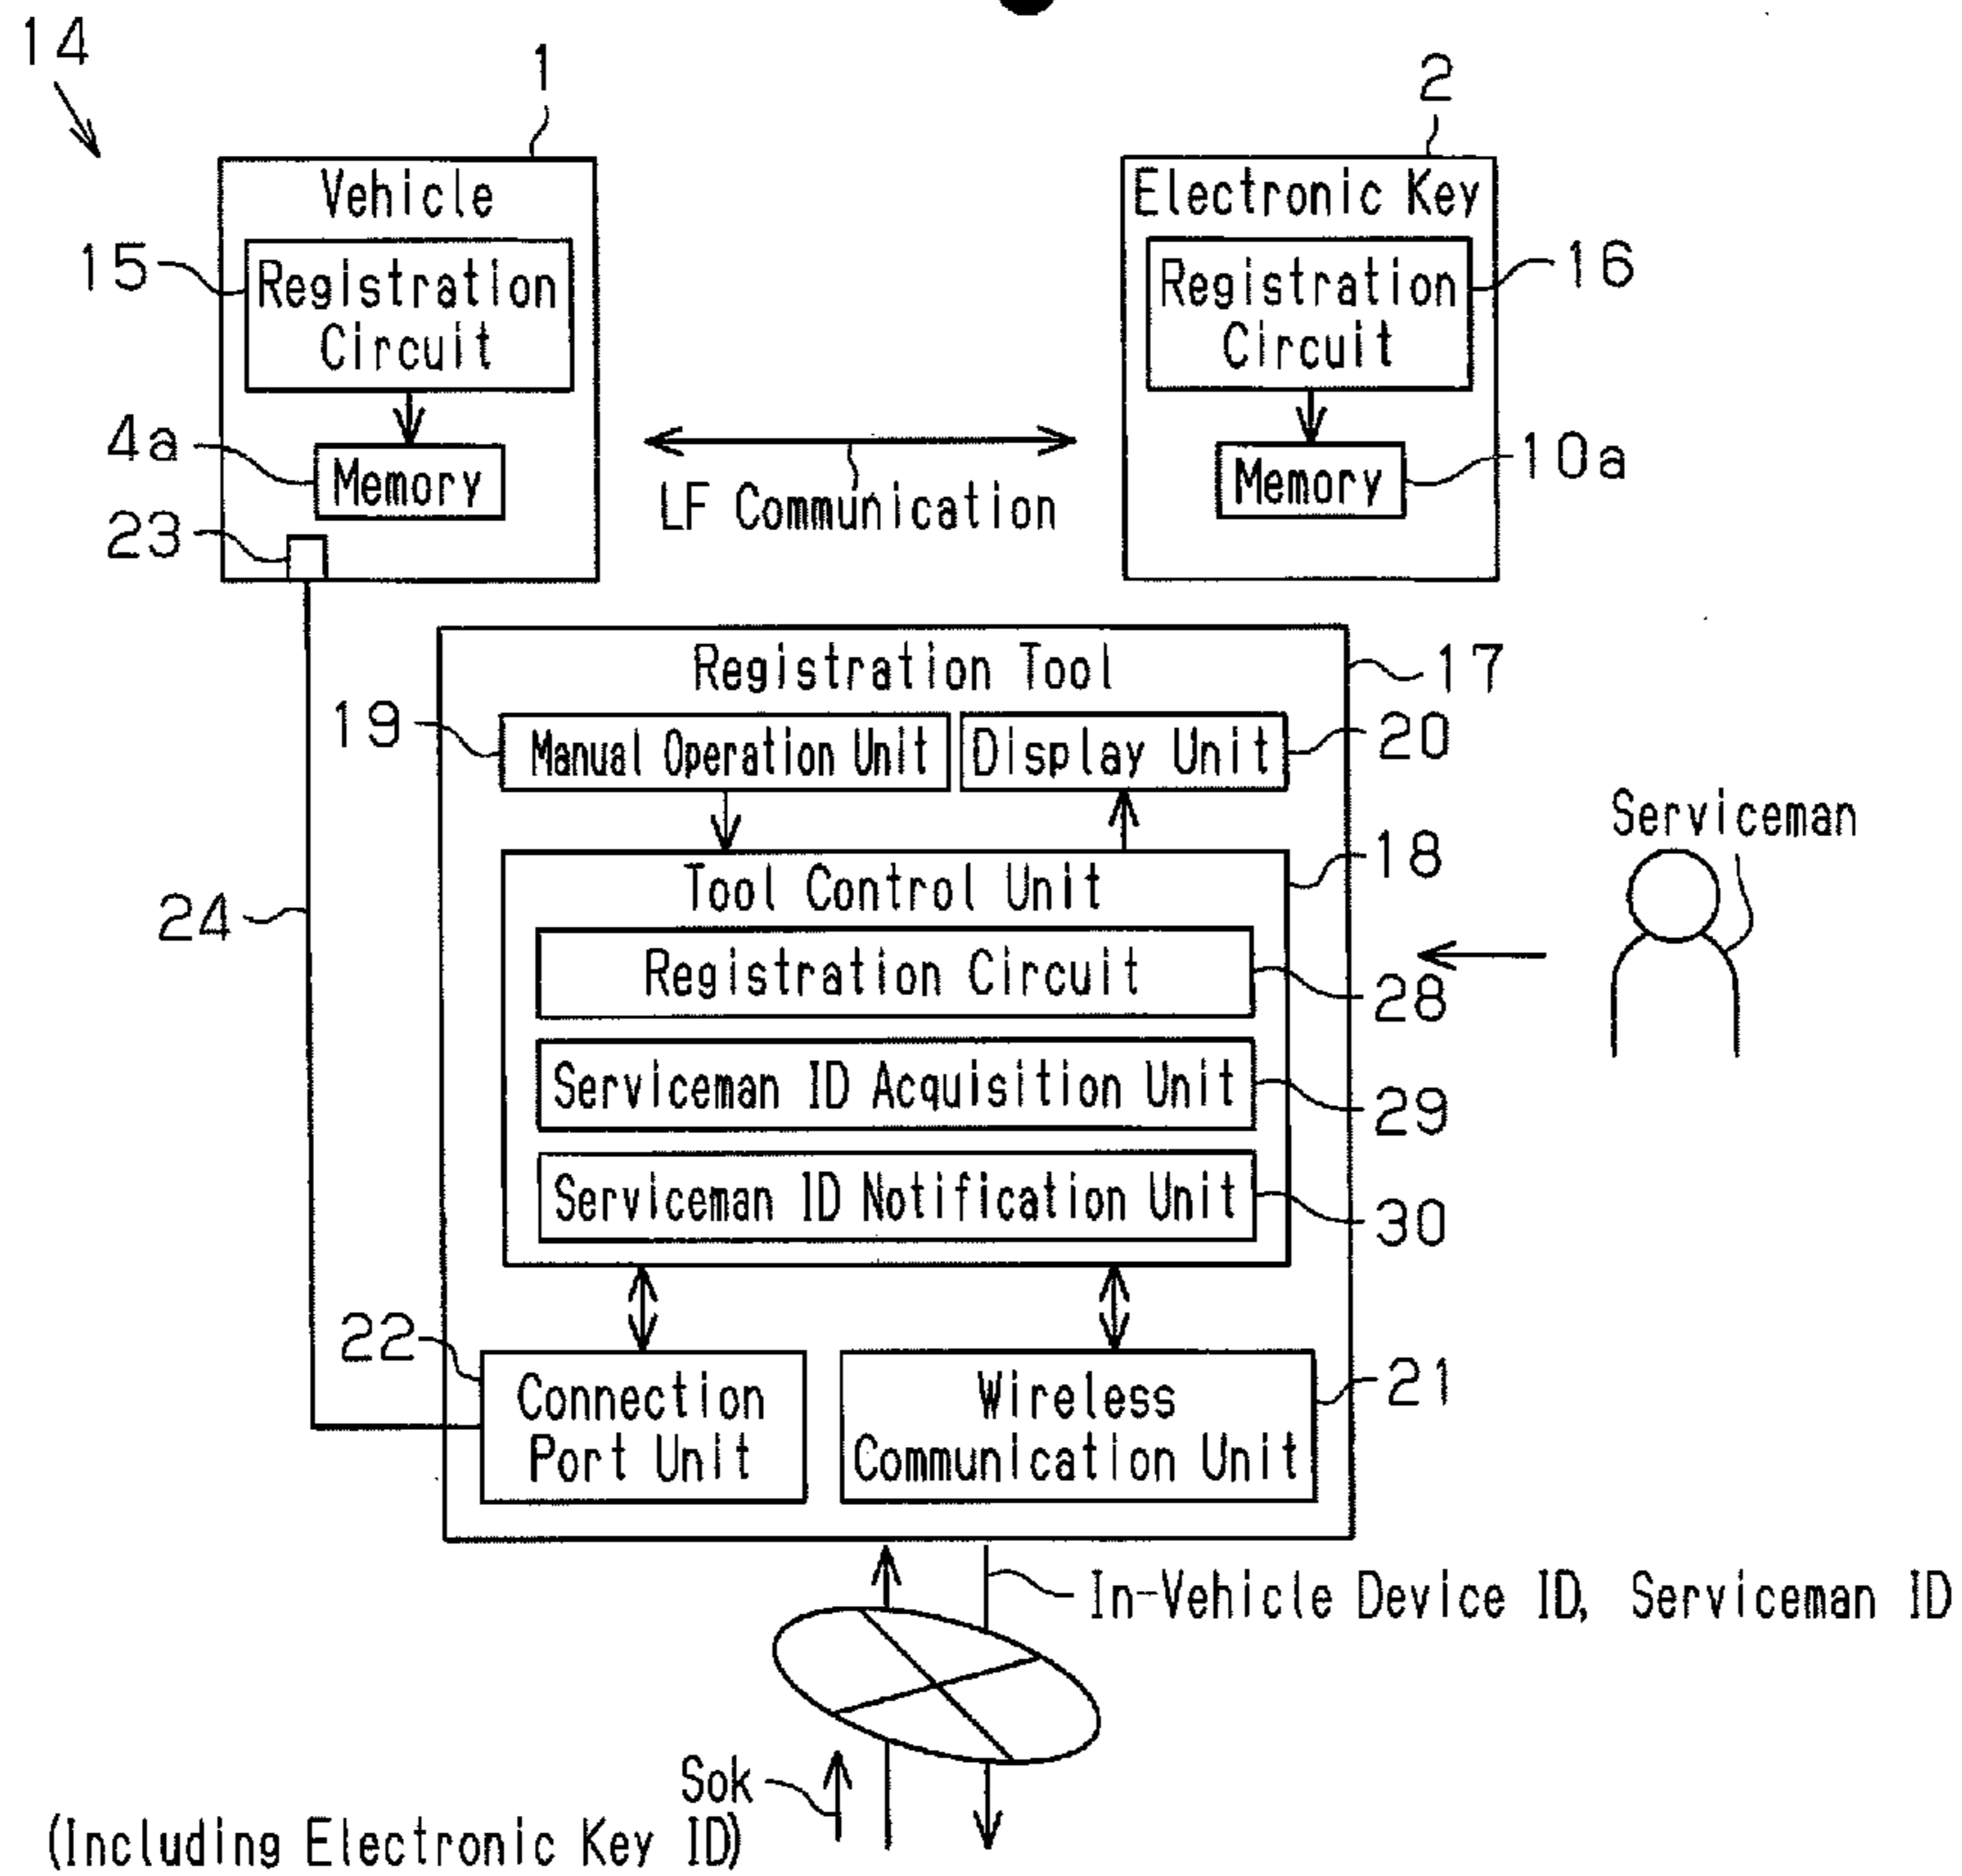 14
1
2
Vehicle
Electronic Key
15
Registration
Circuit
Registration
Circuit
16
4a
Memory
LF Communication
Memory
10a
23
Registration Tool
17
19
Manual Operation Unit
Display Unit
20
Serviceman
Tool Control Unit
18
24
Registration Circuit
28
Serviceman ID Acquisition Unit
29
Serviceman ID Notification Unit
30
22
Connection
Port Unit
Wireless
Communication Unit
21
In-Vehicle Device ID, Serviceman ID
Sok
(Including Electronic Key ID)